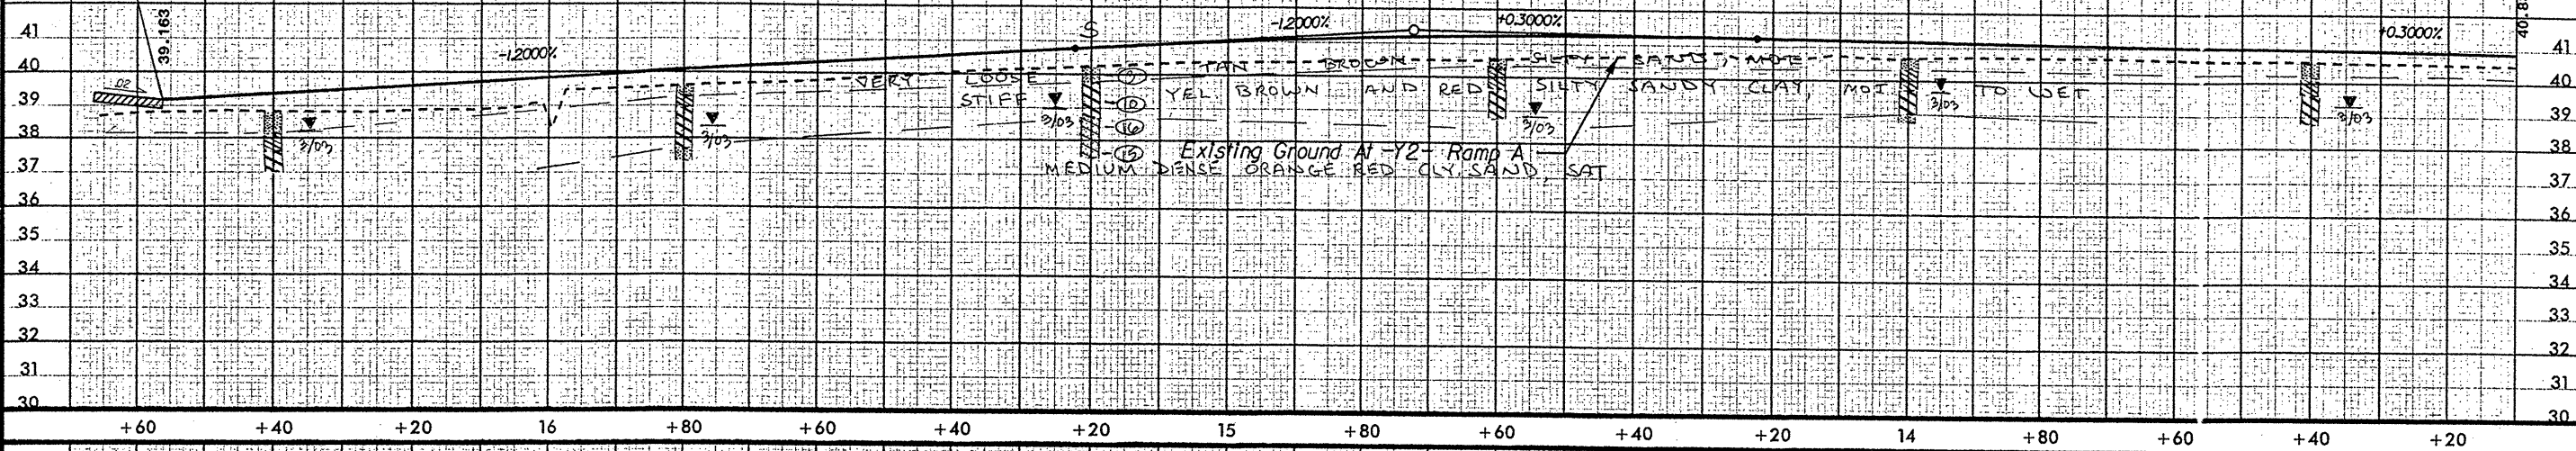 39.163
40.8
-1.2000% +0.3000%
41 -1.2000% S +0.3000% 41
40 02 VERY LOOSE 2 TAN BROWN SILTY SAND, MOI 40
39 STIFF 10 YEL. BROWN AND RED SILTY SANDY CLAY, MOI TO WET 39
38 3/03 3/03 3/03 16 3/03 3/03 3/03 38
15 Existing Ground At -Y2- Ramp A
37 MEDIUM DENSE ORANGE RED CLY. SAND, SAT 37
36 36
35 35
34 34
33 33
32 32
31 31
30 30
+60 +40 +20 16 +80 +60 +40 +20 15 +80 +60 +40 +20 14 +80 +60 +40 +20